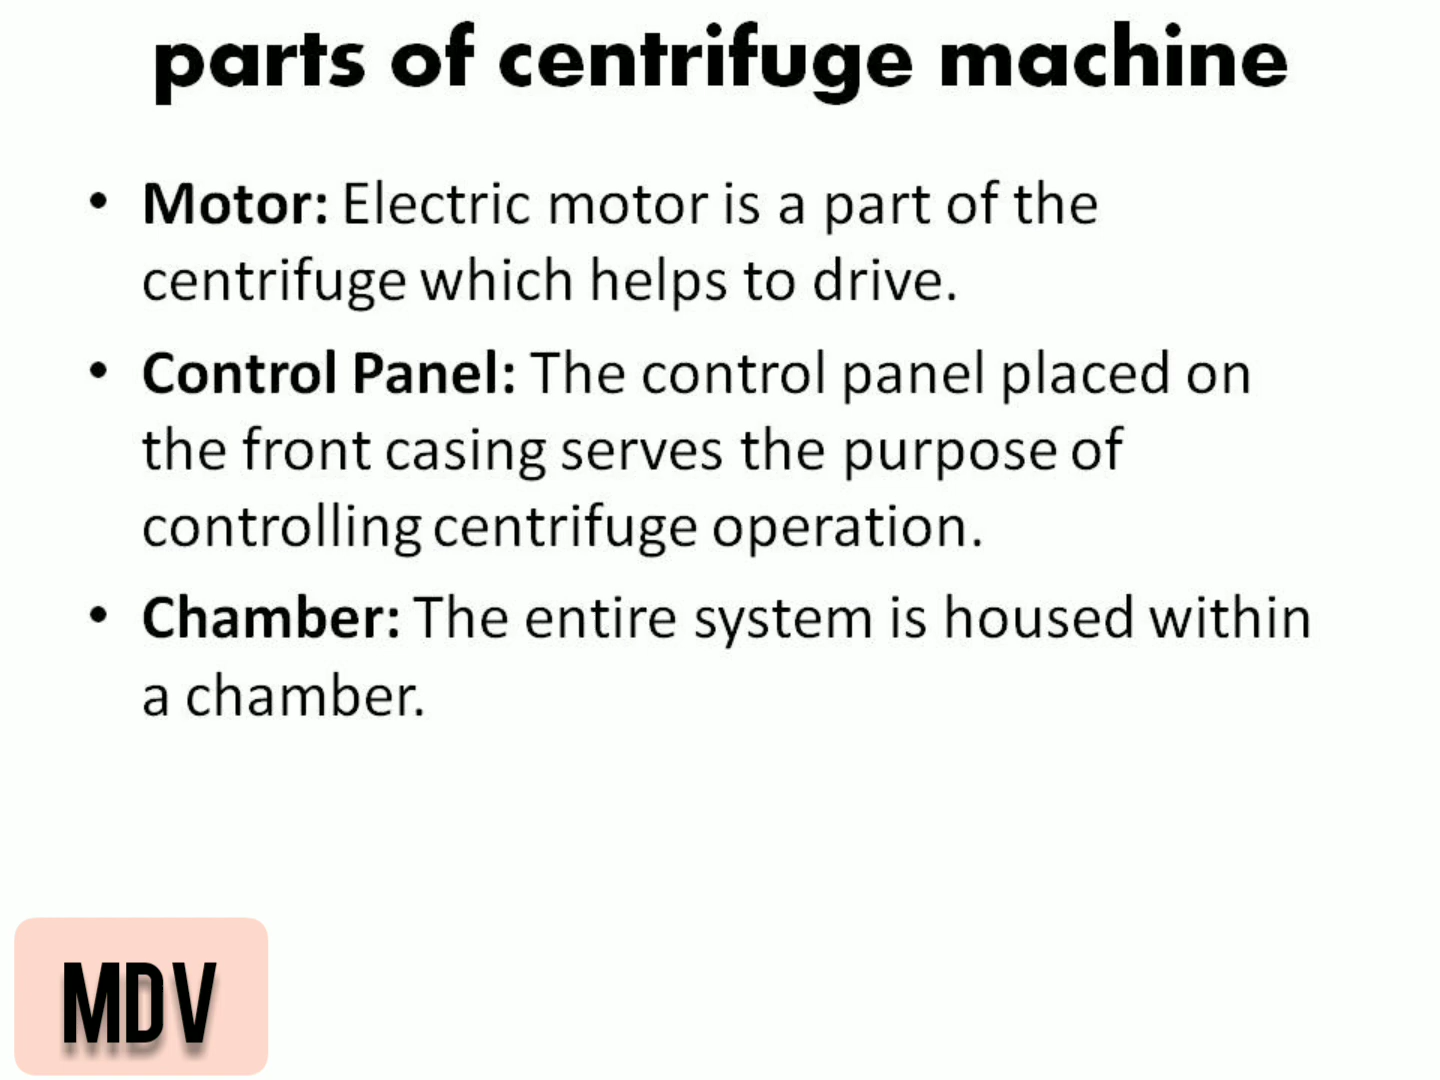 parts of centrifuge machine
• Motor: Electric motor is a part of the
centrifuge which helps to drive.
• Control Panel: The control panel placed on
the front casing serves the purpose of
controlling centrifuge operation.
• Chamber: The entire system is housed within
a chamber.
MDV